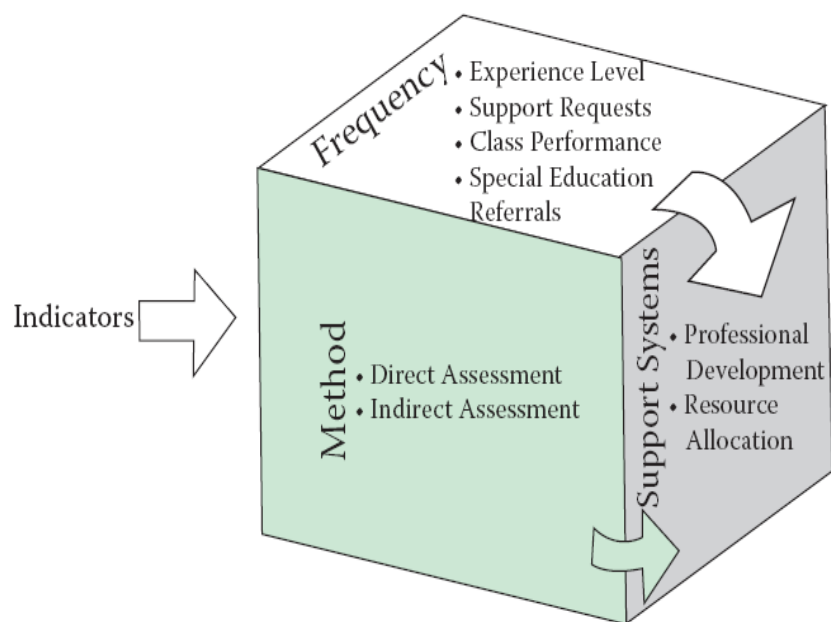 Frequency
• Experience Level
• Support Requests
• Class Performance
• Special Education
Referrals
Indicators
Method
• Direct Assessment
• Indirect Assessment
Support Systems
• Professional
Development
• Resource
Allocation